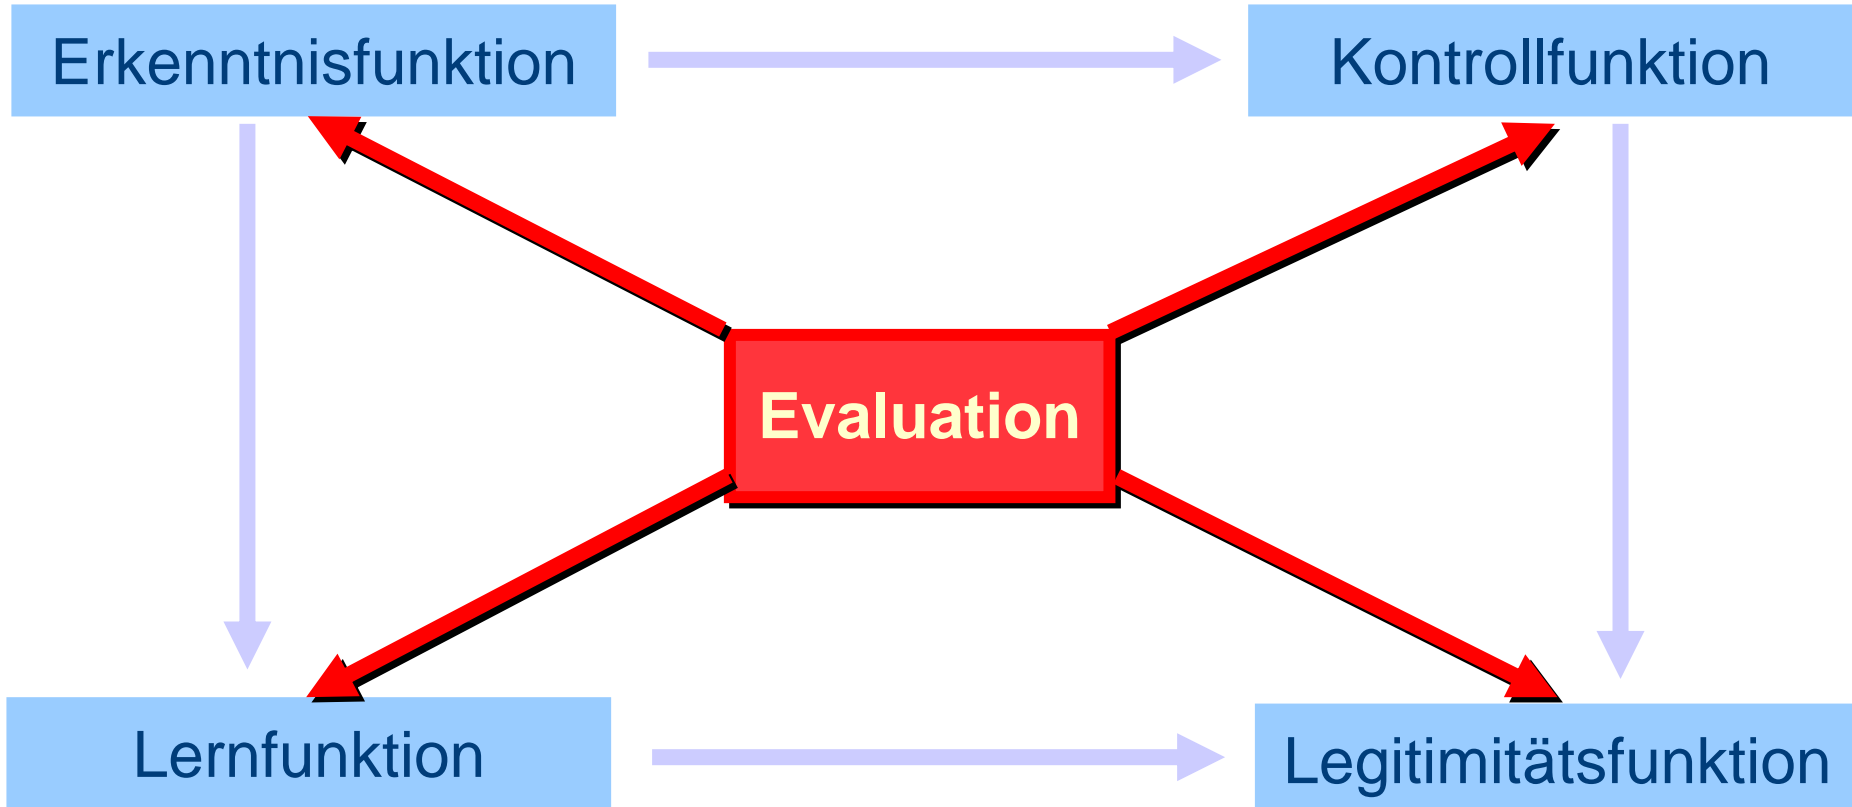 Erkenntnisfunktion
Kontrollfunktion
Evaluation
Lernfunktion
Legitimitätsfunktion